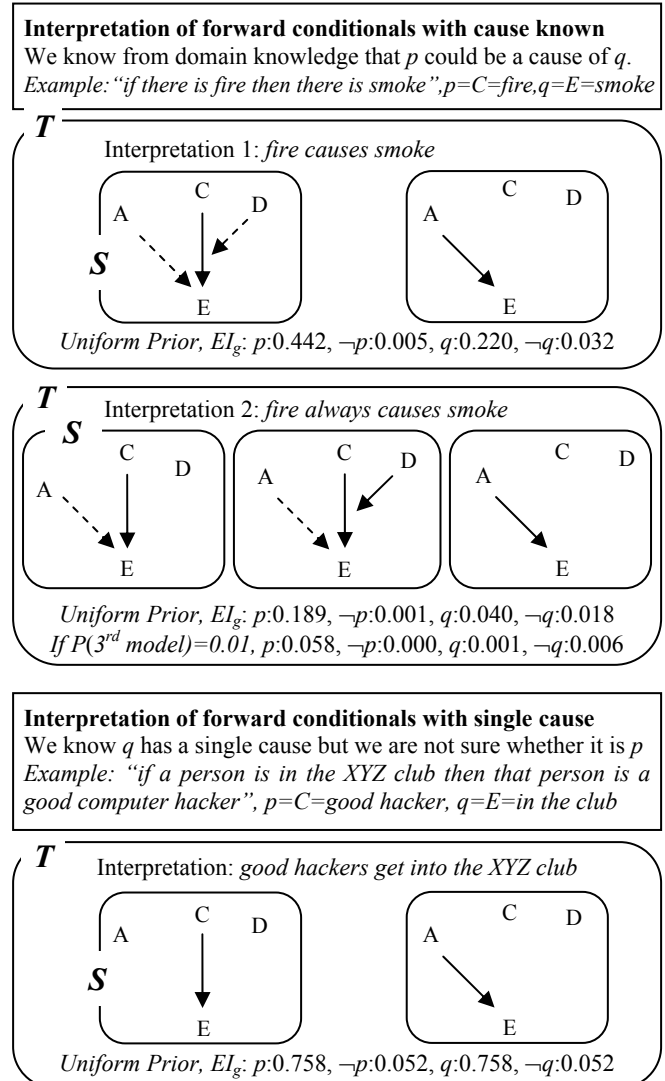 Interpretation of forward conditionals with cause known
We know from domain knowledge that p could be a cause of q.
Example:“if there is fire then there is smoke”,p=C=fire,q=E=smoke
T
Interpretation 1: fire causes smoke
C
D
A
S
E
C
D
A
E
Uniform Prior, EIg: p:0.442, ¬p:0.005, q:0.220, ¬q:0.032
T
Interpretation 2: fire always causes smoke
S
C
D
A
E
C
D
A
E
C
D
A
E
Uniform Prior, EIg: p:0.189, ¬p:0.001, q:0.040, ¬q:0.018
If P(3rd model)=0.01, p:0.058, ¬p:0.000, q:0.001, ¬q:0.006
Interpretation of forward conditionals with single cause
We know q has a single cause but we are not sure whether it is p
Example: “if a person is in the XYZ club then that person is a
good computer hacker”, p=C=good hacker, q=E=in the club
T
Interpretation: good hackers get into the XYZ club
C
D
A
S
E
C
D
A
E
Uniform Prior, EIg: p:0.758, ¬p:0.052, q:0.758, ¬q:0.052